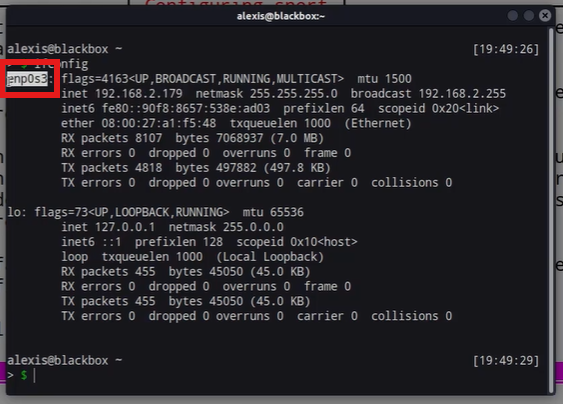 Configuring snort
alexis@blackbox:~
alexis@blackbox ~ [19:49:26]
> $ ifconfig
enp0s3: flags=4163<UP,BROADCAST,RUNNING,MULTICAST> mtu 1500
inet 192.168.2.179 netmask 255.255.255.0 broadcast 192.168.2.255
inet6 fe80::90f8:8657:538e:ad03 prefixlen 64 scopeid 0x20<link>
ether 08:00:27:a1:f5:48 txqueuelen 1000 (Ethernet)
RX packets 8107 bytes 7068937 (7.0 MB)
RX errors 0 dropped 0 overruns 0 frame 0
TX packets 4818 bytes 497882 (497.8 KB)
TX errors 0 dropped 0 overruns 0 carrier 0 collisions 0
lo: flags=73<UP,LOOPBACK,RUNNING> mtu 65536
inet 127.0.0.1 netmask 255.0.0.0
inet6 ::1 prefixlen 128 scopeid 0x10<host>
loop txqueuelen 1000 (Local Loopback)
RX packets 455 bytes 45050 (45.0 KB)
RX errors 0 dropped 0 overruns 0 frame 0
TX packets 455 bytes 45050 (45.0 KB)
TX errors 0 dropped 0 overruns 0 carrier 0 collisions 0
alexis@blackbox ~ [19:49:29]
> $